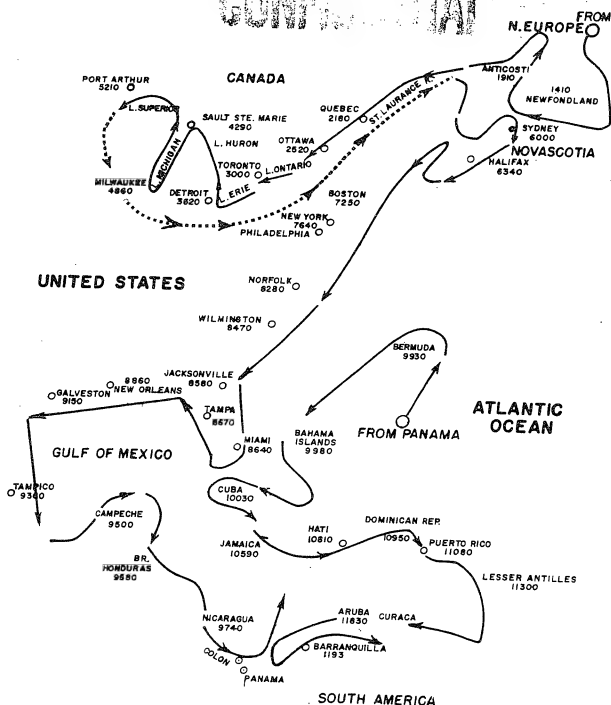 CONFIDENTIAL
FROM
N. EUROPE
ANTICOSTI
1910
1410
NEWFONDLAND
PORT ARTHUR
5210
CANADA
L. SUPERIOR
SAULT STE. MARIE
4290
QUEBEC
2180
ST. LAURANCE R.
SYDNEY
6000
NOVASCOTIA
L. MICHIGAN
L. HURON
OTTAWA
2520
TORONTO
3000
L. ONTARIO
HALIFAX
6340
MILWAUKEE
4860
DETROIT
3620
L. ERIE
BOSTON
7250
NEW YORK
7640
PHILADELPHIA
UNITED STATES
NORFOLK
8280
WILMINGTON
8470
BERMUDA
9930
JACKSONVILLE
8580
8860
NEW ORLEANS
GALVESTON
9150
TAMPA
8670
ATLANTIC
OCEAN
FROM PANAMA
BAHAMA
ISLANDS
9980
MIAMI
8640
GULF OF MEXICO
TAMPICO
9380
CUBA
10030
CAMPECHE
9500
HATI
10810
DOMINICAN REP.
10950
JAMAICA
10590
PUERTO RICO
11080
BR.
HONDURAS
9580
LESSER ANTILLES
11300
NICARAGUA
9740
ARUBA
11830
CURACA
COLON
BARRANQUILLA
1193
PANAMA
SOUTH AMERICA